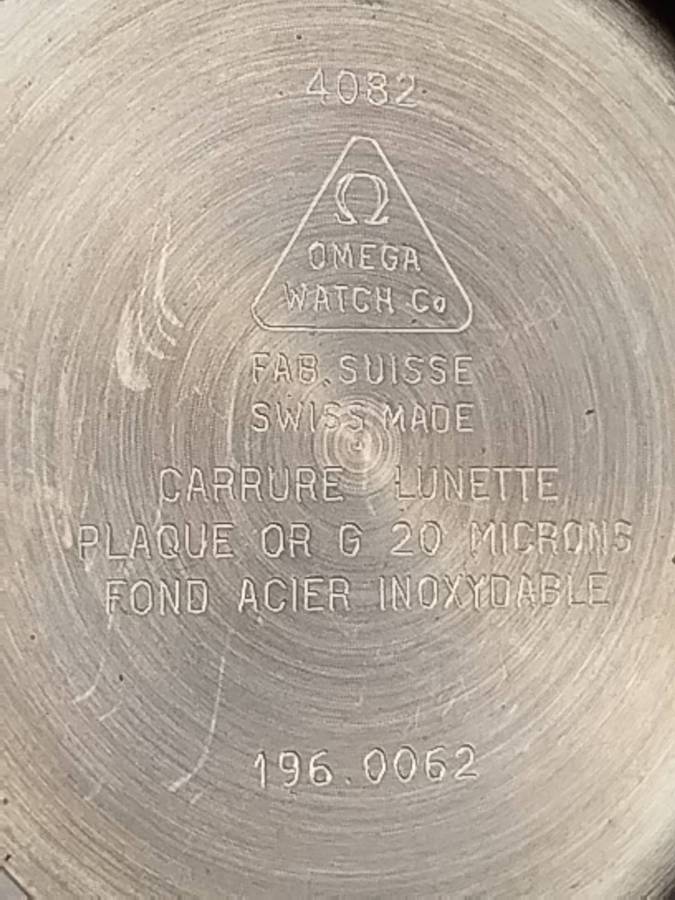 4082
Ω
OMEGA
WATCH Co
FAB. SUISSE
SWISS MADE
CARRURE LUNETTE
PLAQUE OR G 20 MICRONS
FOND ACIER INOXYDABLE
196.0062